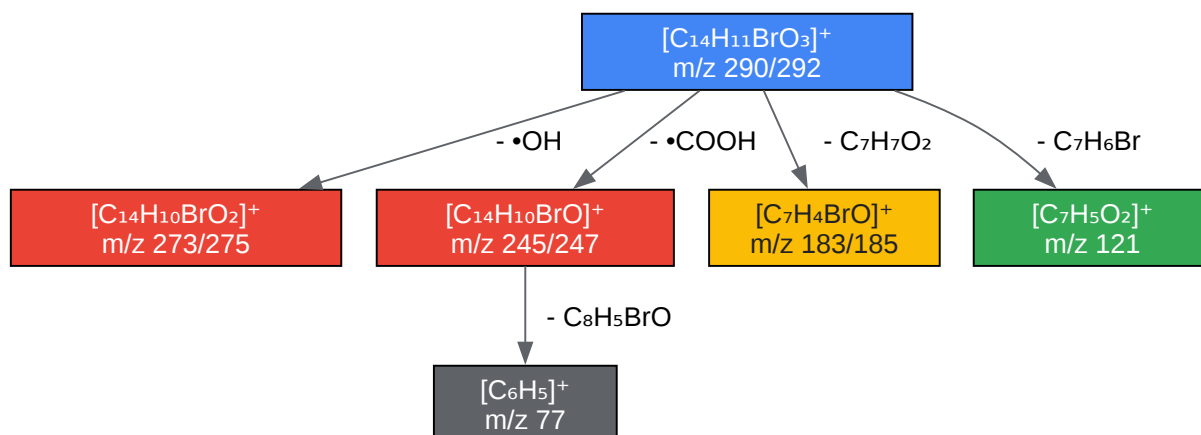 [C₁₄H₁₁BrO₃]⁺
m/z 290/292
- •OH
- •COOH
- C₇H₇O₂
- C₇H₆Br
[C₁₄H₁₀BrO₂]⁺
m/z 273/275
[C₁₄H₁₀BrO]⁺
m/z 245/247
[C₇H₄BrO]⁺
m/z 183/185
[C₇H₅O₂]⁺
m/z 121
- C₈H₅BrO
[C₆H₅]⁺
m/z 77